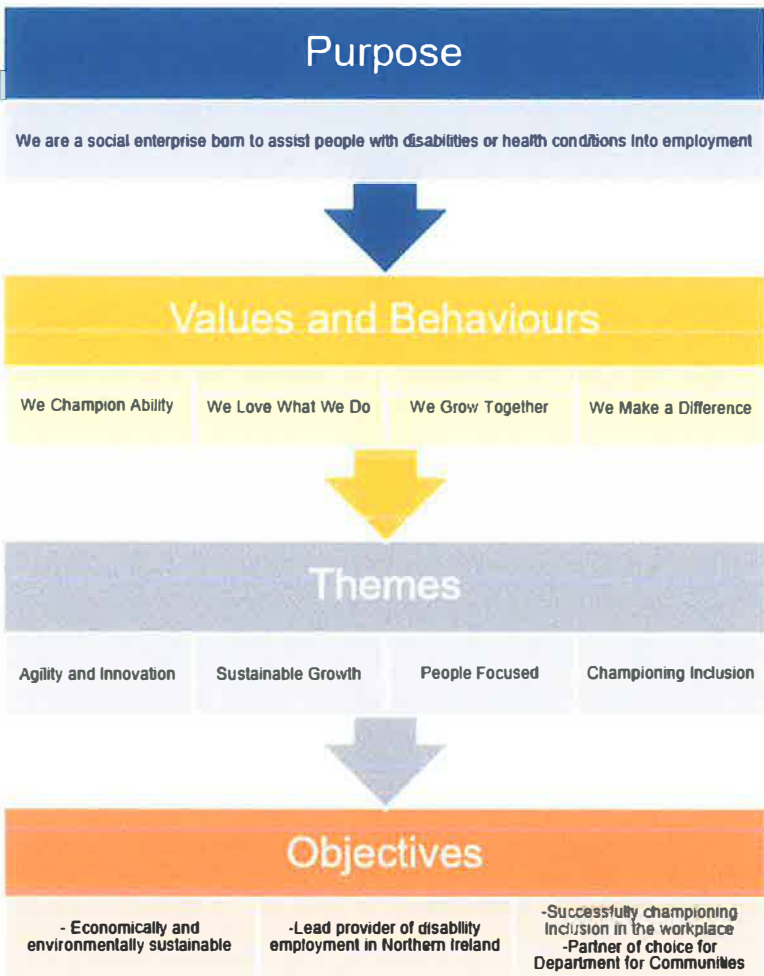 Purpose
We are a social enterprise born to assist people with disabilities or health conditions Into employment
Values and Behaviours
We Champion Ability
We Love What We Do
We Grow Together
We Make a Difference
Themes
Agility and Innovation
Sustainable Growth
People Focused
Championing Inclusion
Objectives
- Economically and
environmentally sustainable
-Lead provider of disability
employment in Northern Ireland
-Successfully championing
Inclusion in the workplace
-Partner of choice for
Department for Communities